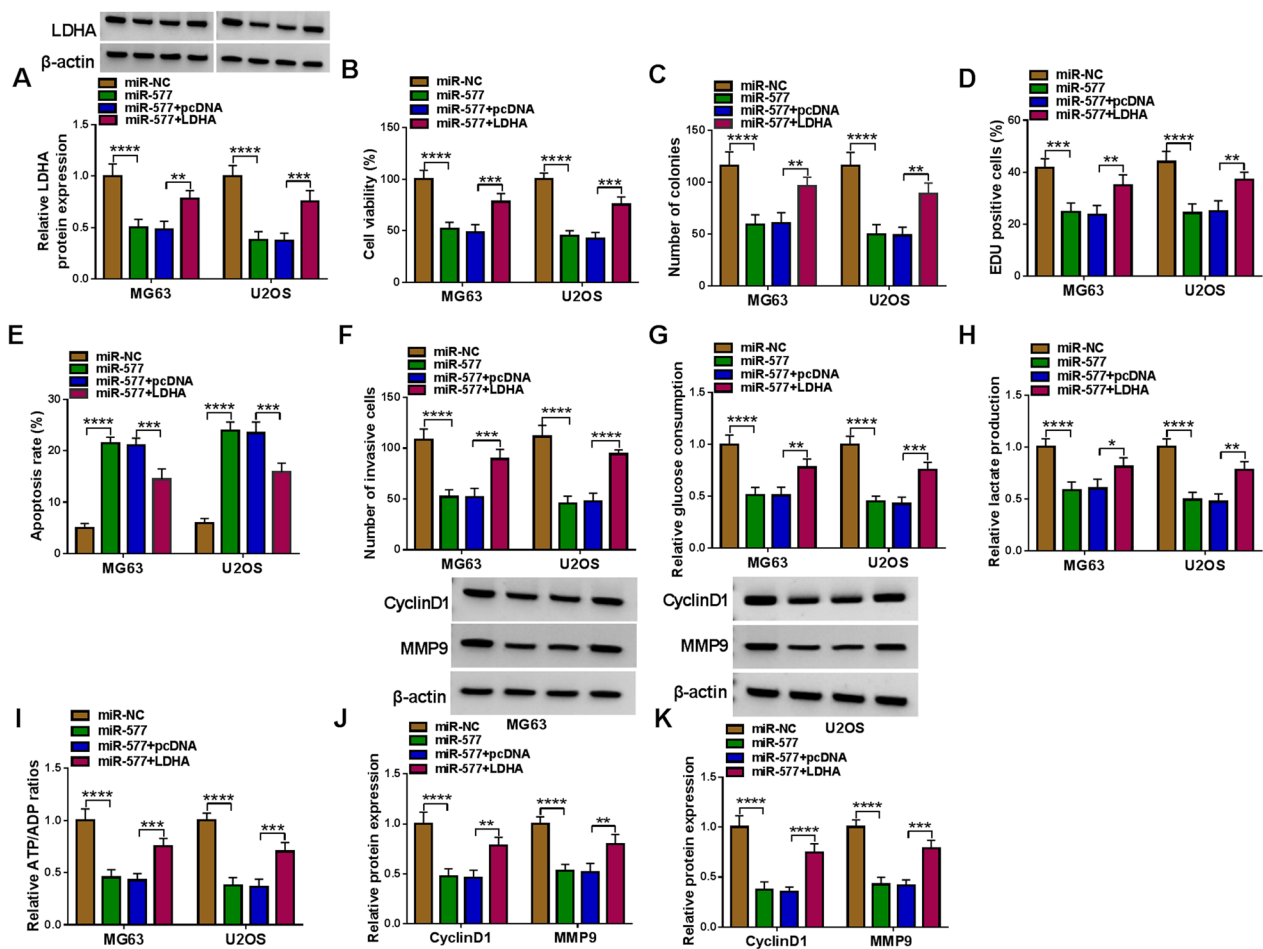 LDHA
β-actin
A
miR-NC
miR-577
miR-577+pcDNA
miR-577+LDHA
Relative LDHA
protein expression
1.5
1.0
0.5
0.0
**** ** **** ***
MG63 U2OS
B
miR-NC
miR-577
miR-577+pcDNA
miR-577+LDHA
Cell viability (%)
150
100
50
0
**** *** **** ***
MG63 U2OS
C
miR-NC
miR-577
miR-577+pcDNA
miR-577+LDHA
Number of colonies
150
100
50
0
**** ** **** **
MG63 U2OS
D
miR-NC
miR-577
miR-577+pcDNA
miR-577+LDHA
EDU positive cells (%)
60
40
20
0
*** ** **** **
MG63 U2OS
E
miR-NC
miR-577
miR-577+pcDNA
miR-577+LDHA
Apoptosis rate (%)
30
20
10
0
**** *** **** ***
MG63 U2OS
F
miR-NC
miR-577
miR-577+pcDNA
miR-577+LDHA
Number of invasive cells
150
100
50
0
**** *** **** ****
MG63 U2OS
G
miR-NC
miR-577
miR-577+pcDNA
miR-577+LDHA
Relative glucose consumption
1.5
1.0
0.5
0.0
**** ** **** ***
MG63 U2OS
H
miR-NC
miR-577
miR-577+pcDNA
miR-577+LDHA
Relative lactate production
1.5
1.0
0.5
0.0
**** * **** **
MG63 U2OS
I
miR-NC
miR-577
miR-577+pcDNA
miR-577+LDHA
Relative ATP/ADP ratios
1.5
1.0
0.5
0.0
**** *** **** ***
MG63 U2OS
CyclinD1
MMP9
β-actin
MG63
J
miR-NC
miR-577
miR-577+pcDNA
miR-577+LDHA
Relative protein expression
1.5
1.0
0.5
0.0
**** ** **** **
CyclinD1 MMP9
CyclinD1
MMP9
β-actin
U2OS
K
miR-NC
miR-577
miR-577+pcDNA
miR-577+LDHA
Relative protein expression
1.5
1.0
0.5
0.0
**** **** **** ***
CyclinD1 MMP9